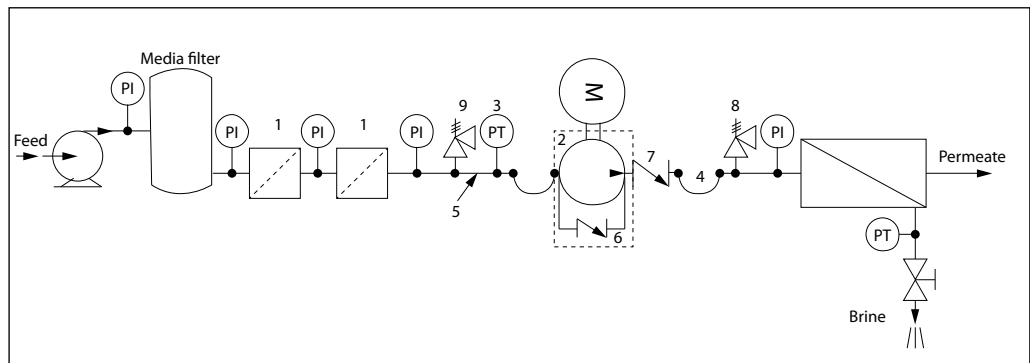 Media filter
Feed
PI
PI
1
PI
1
PI
9
3
PT
5
M
2
6
7
4
8
PI
Permeate
PT
Brine